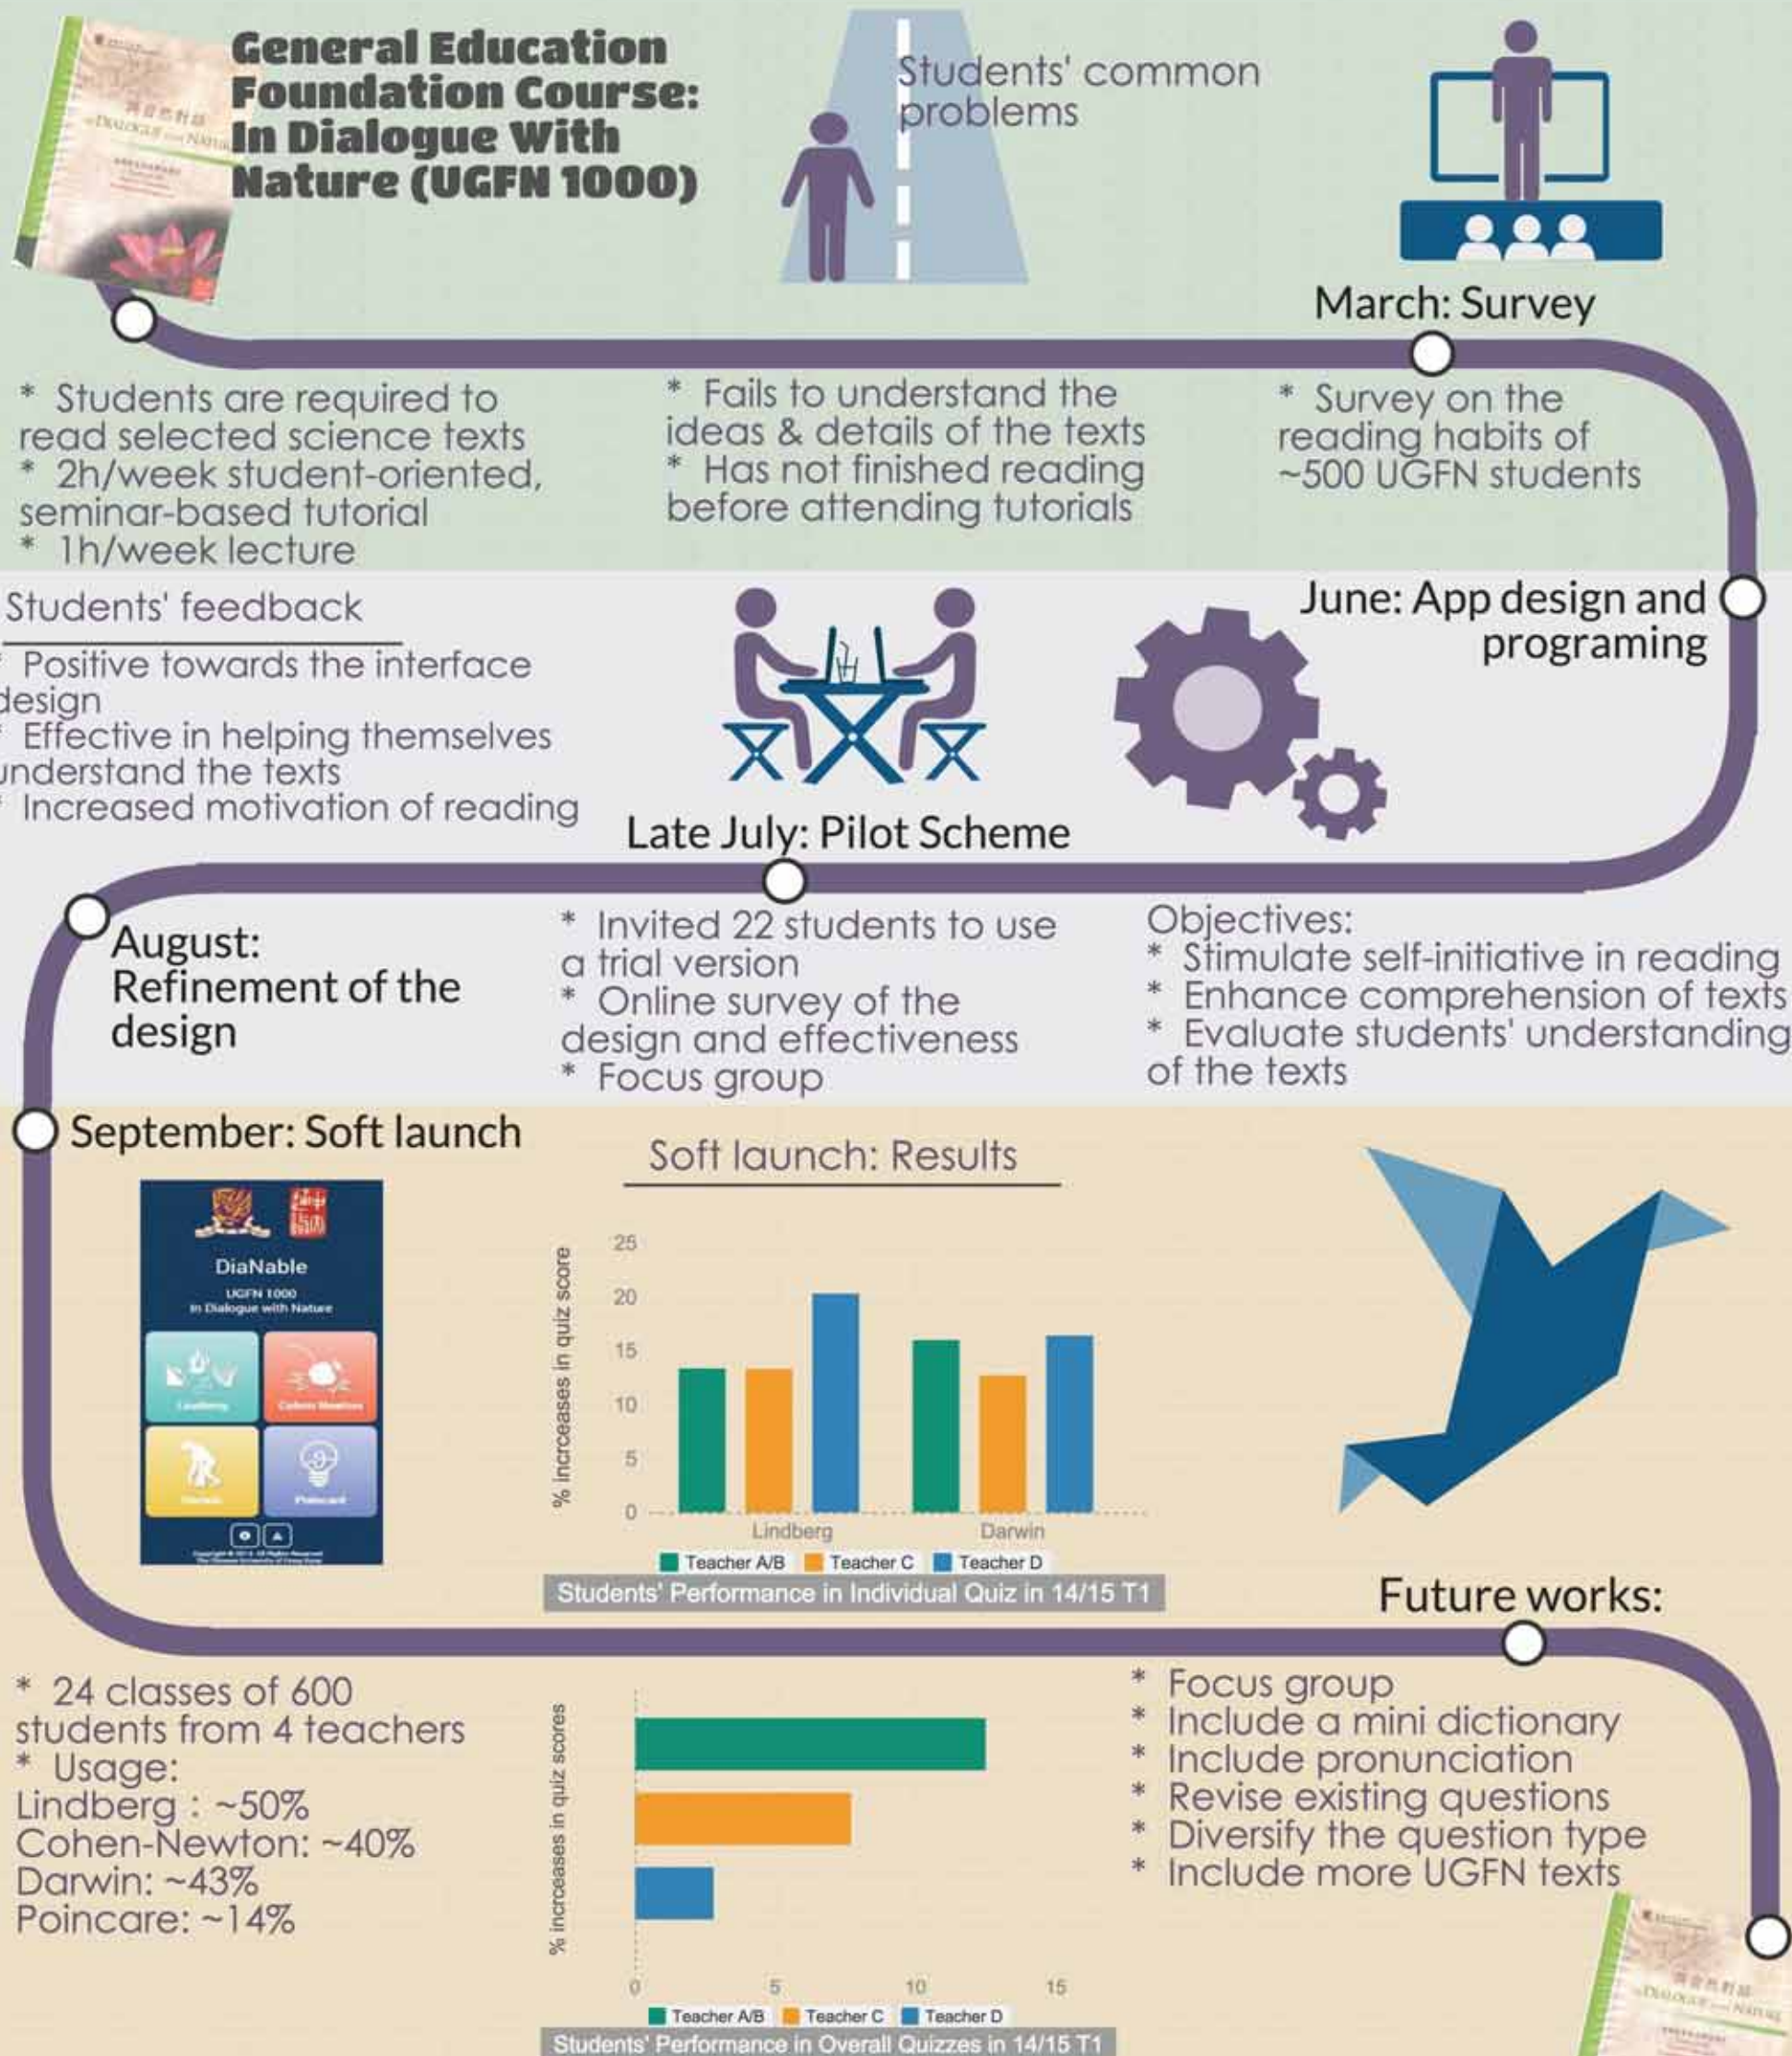 General Education
Foundation Course:
In Dialogue With
Nature (UGFN 1000)
Students' common
problems
March: Survey
* Students are required to
read selected science texts
* 2h/week student-oriented,
seminar-based tutorial
* 1h/week lecture
* Fails to understand the
ideas & details of the texts
* Has not finished reading
before attending tutorials
* Survey on the
reading habits of
~500 UGFN students
June: App design and
programing
Students' feedback
* Positive towards the interface
design
* Effective in helping themselves
understand the texts
* Increased motivation of reading
Late July: Pilot Scheme
August:
Refinement of the
design
* Invited 22 students to use
a trial version
* Online survey of the
design and effectiveness
* Focus group
Objectives:
* Stimulate self-initiative in reading
* Enhance comprehension of texts
* Evaluate students' understanding
of the texts
September: Soft launch
DiaNable
UGFN 1000
In Dialogue with Nature
Lindberg
Cohen Newton
Darwin
Poincaré
Soft launch: Results
% increases in quiz score
25
20
15
10
5
0
Lindberg Darwin
Teacher A/B Teacher C Teacher D
Students' Performance in Individual Quiz in 14/15 T1
Future works:
* 24 classes of 600
students from 4 teachers
* Usage:
Lindberg : ~50%
Cohen-Newton: ~40%
Darwin: ~43%
Poincare: ~14%
% increases in quiz scores
0 5 10 15
Teacher A/B Teacher C Teacher D
Students' Performance in Overall Quizzes in 14/15 T1
* Focus group
* Include a mini dictionary
* Include pronunciation
* Revise existing questions
* Diversify the question type
* Include more UGFN texts